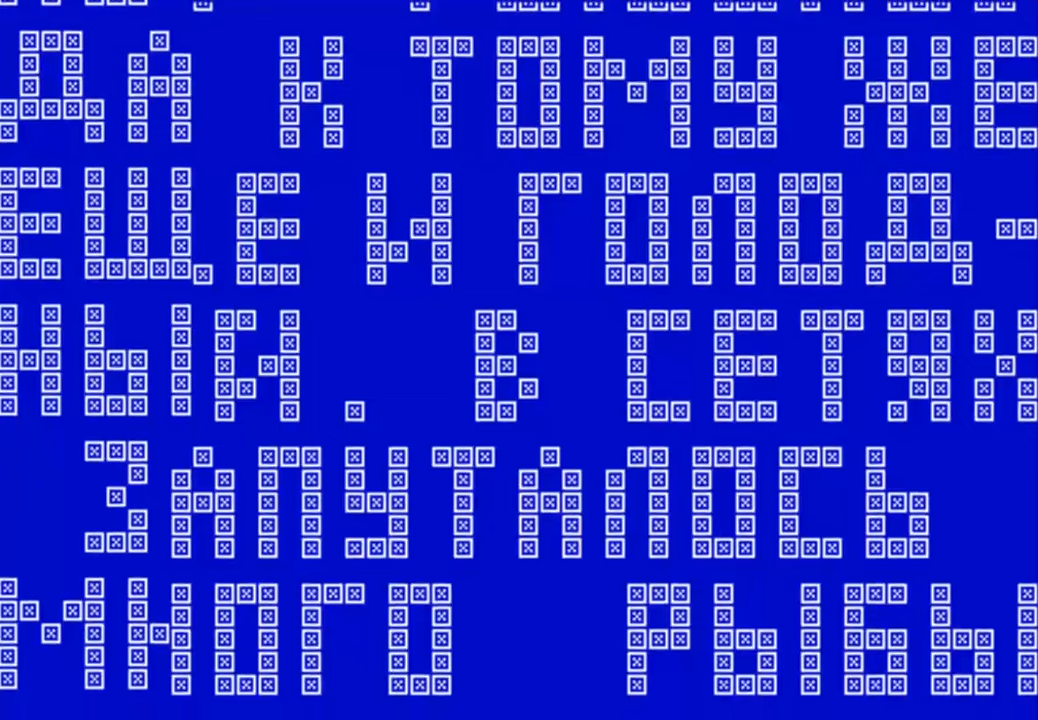 ДА К ТОМУ ЖЕ
ЕЩЕ И ГОЛОД-
НЫЙ. В СЕТЯХ
ЗАПУТАЛОСЬ
МНОГО РЫБЫ